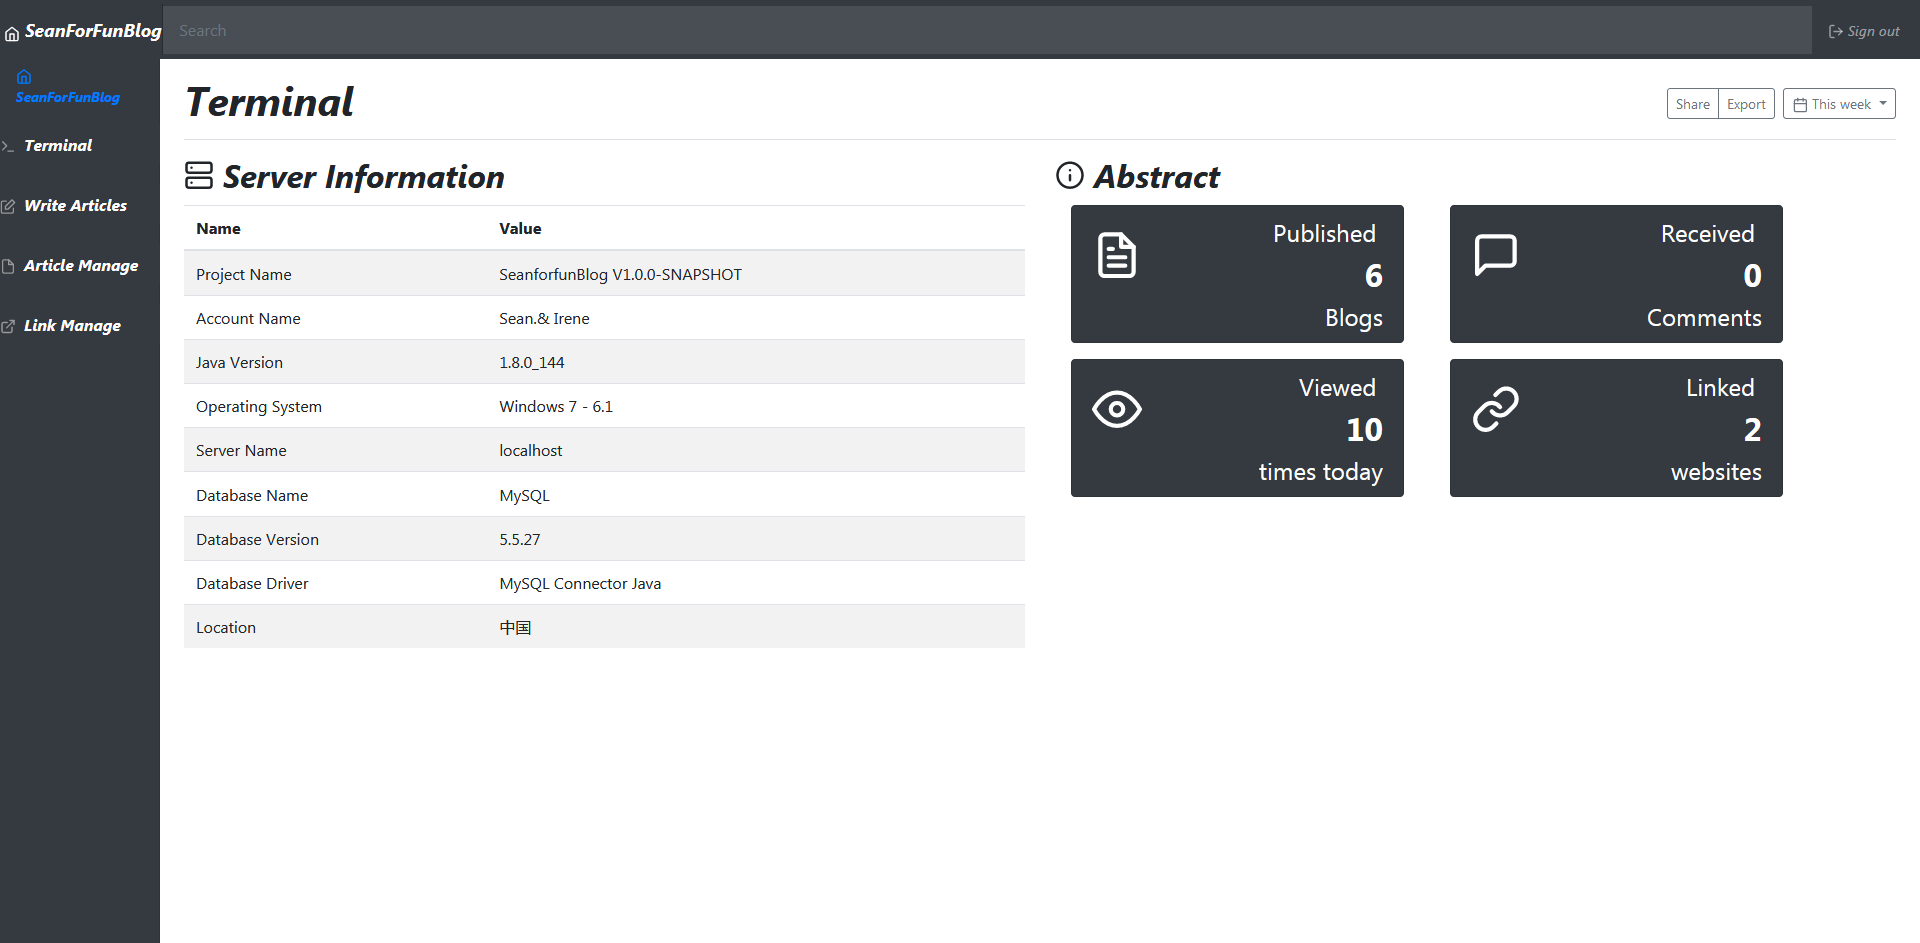 SeanForFunBlog
Search
Sign out
SeanForFunBlog
Terminal
Write Articles
Article Manage
Link Manage
Terminal
Share
Export
This week
Server Information
Name Value
Project Name SeanforfunBlog V1.0.0-SNAPSHOT
Account Name Sean.& Irene
Java Version 1.8.0_144
Operating System Windows 7 - 6.1
Server Name localhost
Database Name MySQL
Database Version 5.5.27
Database Driver MySQL Connector Java
Location 中国
Abstract
Published
6
Blogs
Received
0
Comments
Viewed
10
times today
Linked
2
websites